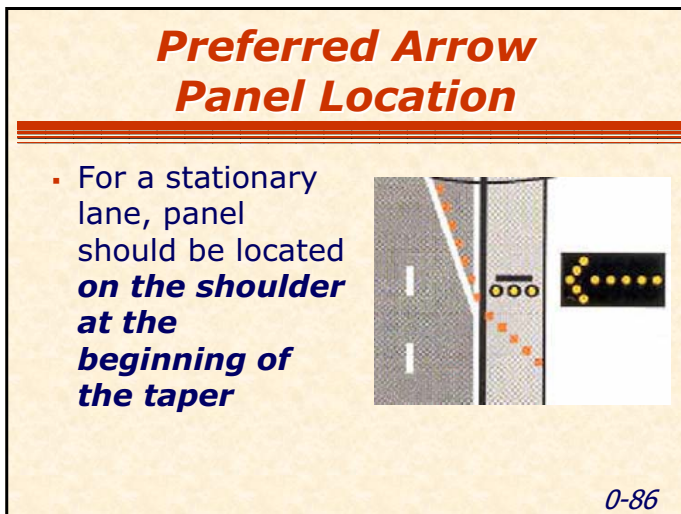 Preferred Arrow
Panel Location
▪ For a stationary
lane, panel
should be located
on the shoulder
at the
beginning of
the taper
0-86